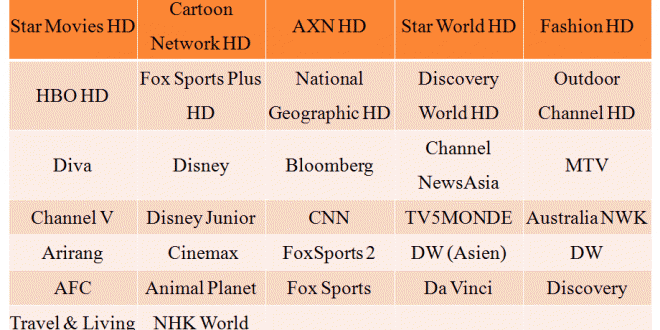 Star Movies HD
Cartoon
Network HD
AXN HD
Star World HD
Fashion HD
HBO HD
Fox Sports Plus
HD
National
Geographic HD
Discovery
World HD
Outdoor
Channel HD
Diva
Disney
Bloomberg
Channel
NewsAsia
MTV
Channel V
Disney Junior
CNN
TV5MONDE
Australia NWK
Arirang
Cinemax
FoxSports 2
DW (Asien)
DW
AFC
Animal Planet
Fox Sports
Da Vinci
Discovery
Travel & Living
NHK World